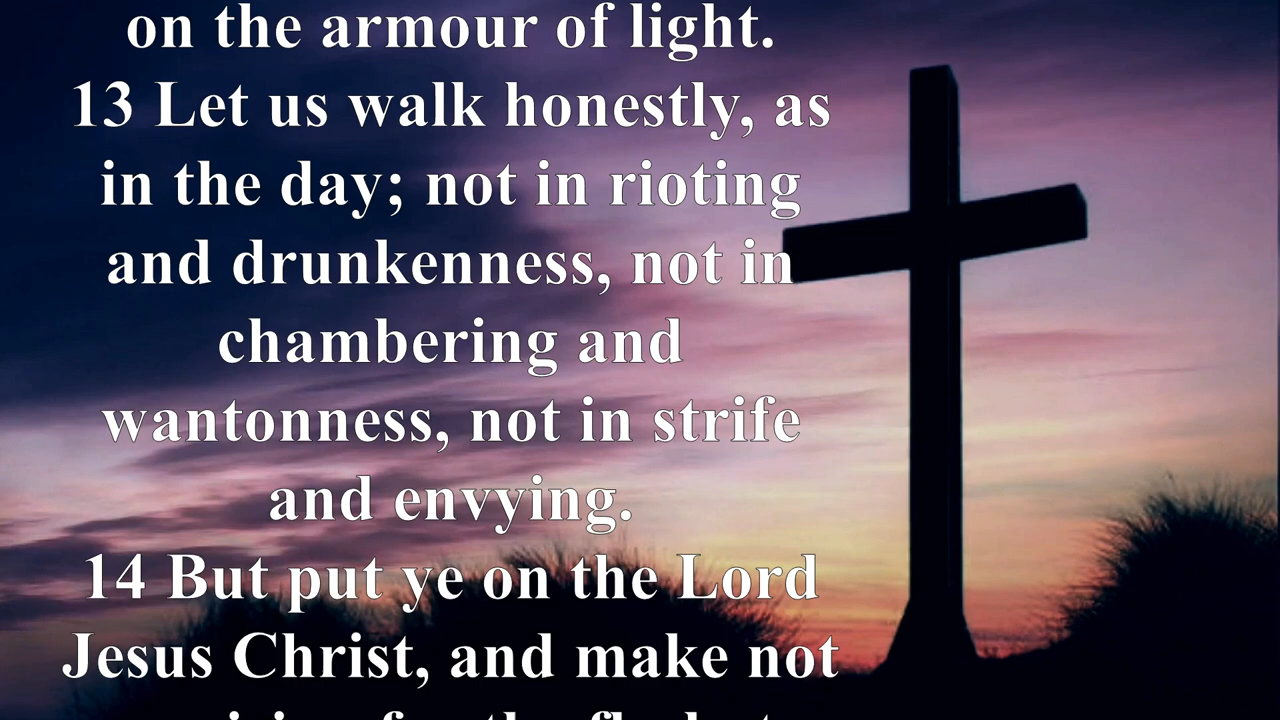 on the armour of light.
13 Let us walk honestly, as
in the day; not in rioting
and drunkenness, not in
chambering and
wantonness, not in strife
and envying.
14 But put ye on the Lord
Jesus Christ, and make not